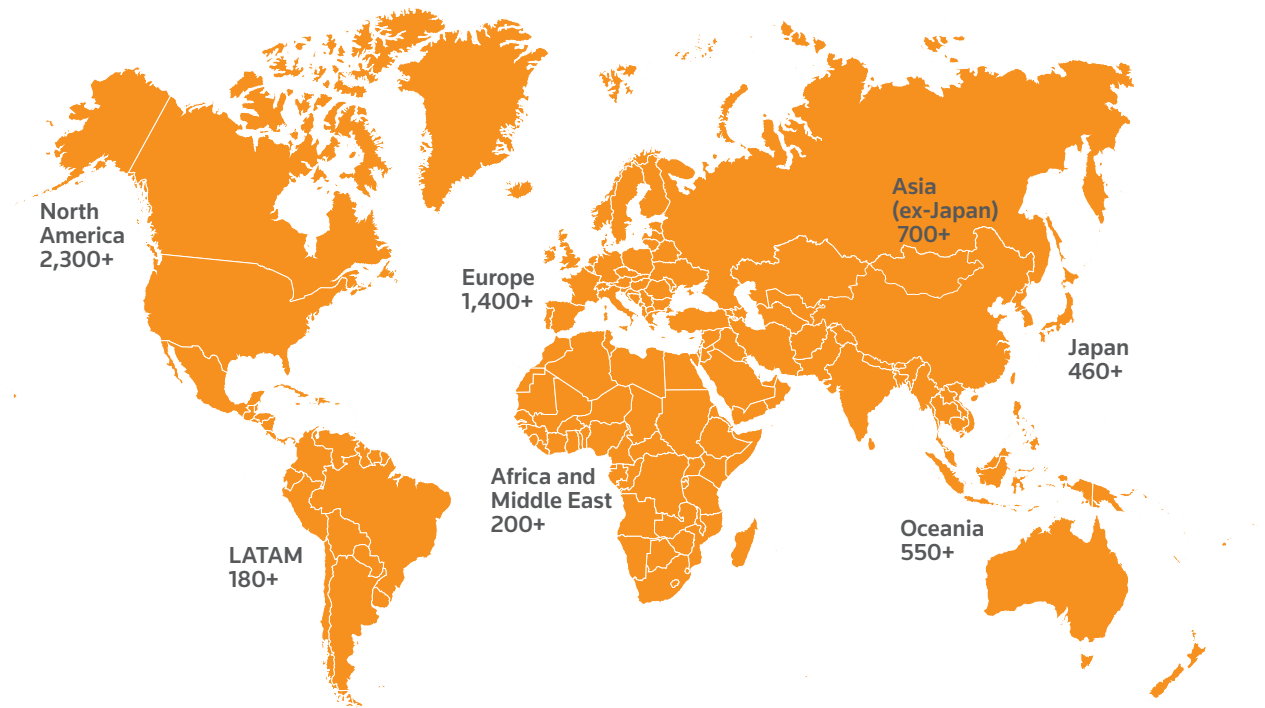 North
America
2,300+
Europe
1,400+
Asia
(ex-Japan)
700+
Japan
460+
Africa and
Middle East
200+
LATAM
180+
Oceania
550+